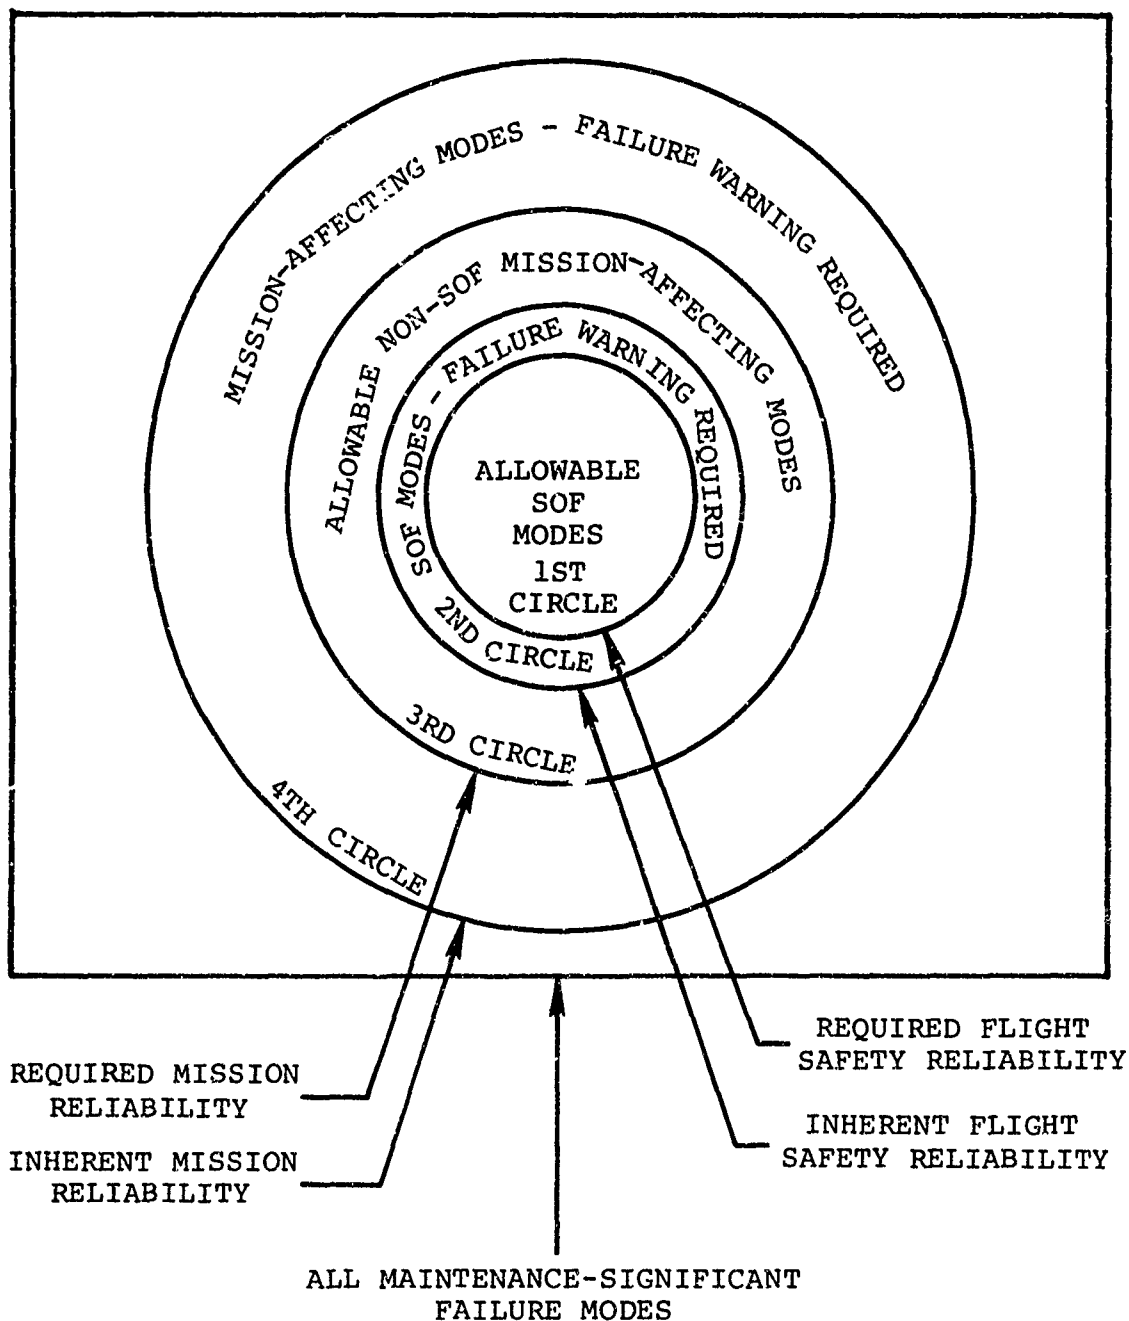 MISSION-AFFECTING MODES - FAILURE WARNING REQUIRED
ALLOWABLE NON-SOF MISSION-AFFECTING MODES
SOF MODES - FAILURE WARNING REQUIRED
ALLOWABLE
SOF
MODES
1ST
CIRCLE
2ND CIRCLE
3RD CIRCLE
4TH CIRCLE
REQUIRED FLIGHT
SAFETY RELIABILITY
REQUIRED MISSION
RELIABILITY
INHERENT FLIGHT
SAFETY RELIABILITY
INHERENT MISSION
RELIABILITY
ALL MAINTENANCE-SIGNIFICANT
FAILURE MODES